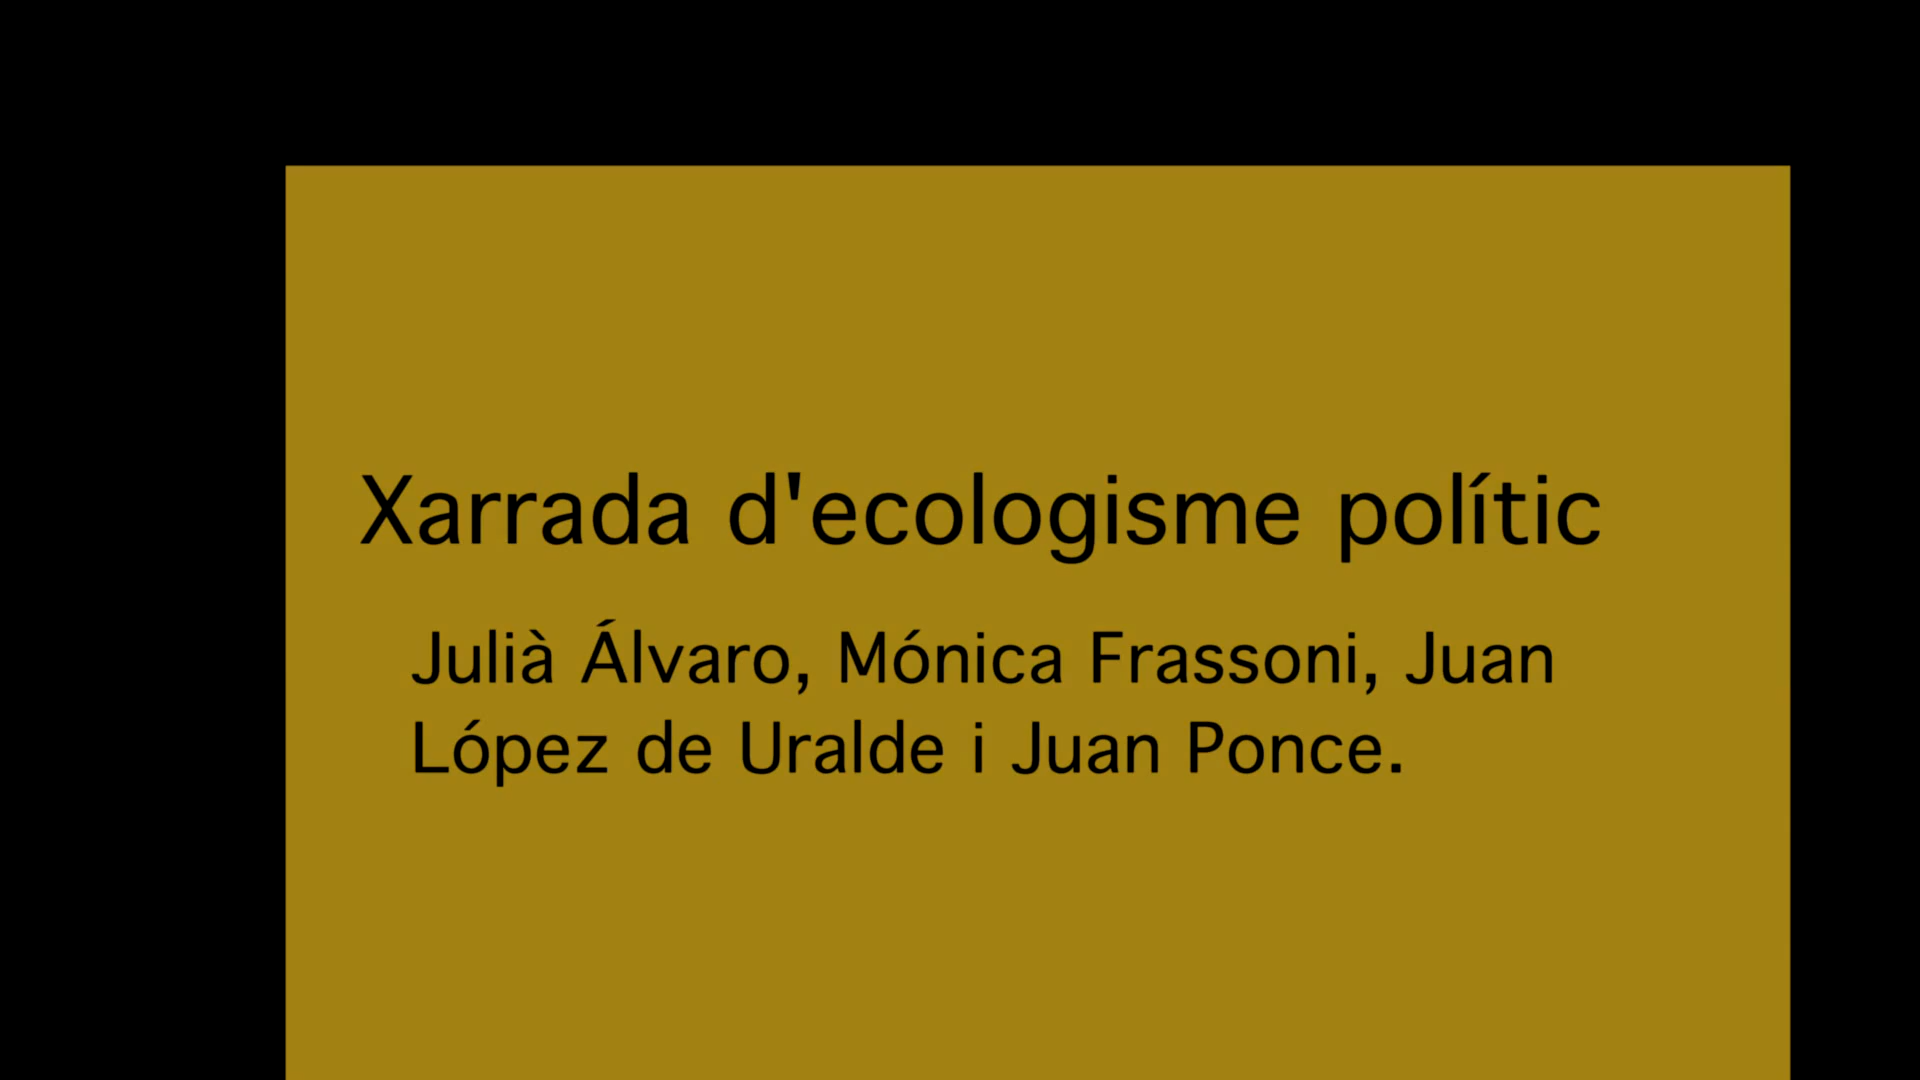 Xarrada d'ecologisme polític
Julià Álvaro, Mónica Frassoni, Juan
López de Uralde i Juan Ponce.